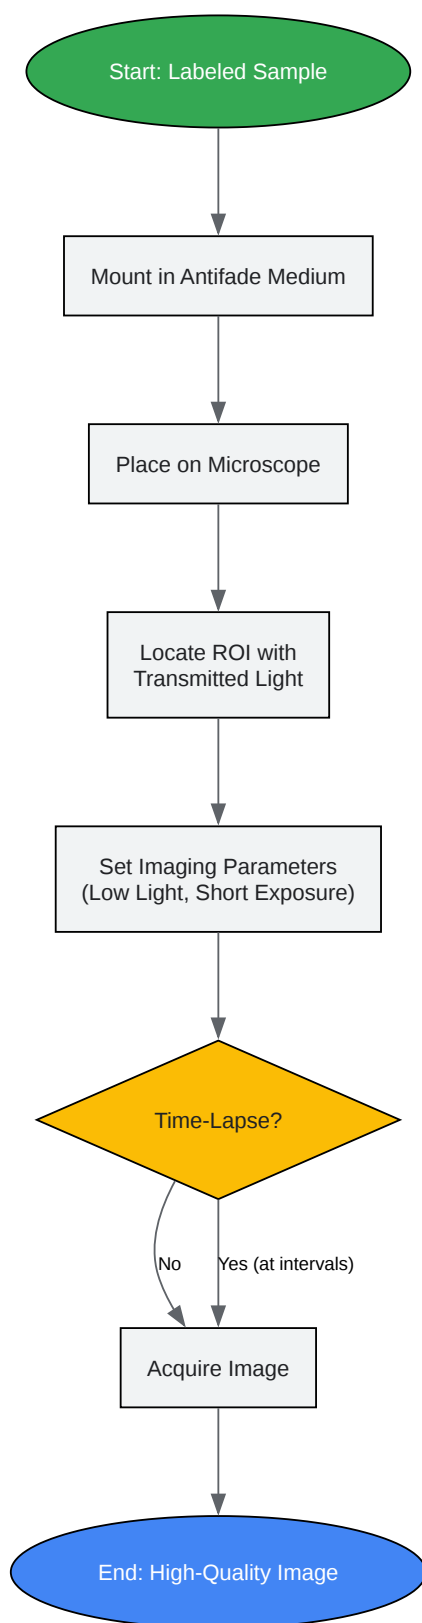 Start: Labeled Sample
Mount in Antifade Medium
Place on Microscope
Locate ROI with
Transmitted Light
Set Imaging Parameters
(Low Light, Short Exposure)
Time-Lapse?
No
Yes (at intervals)
Acquire Image
End: High-Quality Image